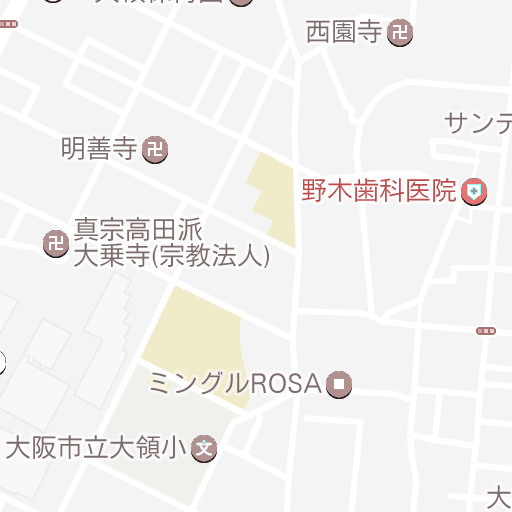 西園寺
サンテ
明善寺
野木歯科医院
真宗高田派
大乗寺(宗教法人)
ミングルROSA
大阪市立大領小
文
大